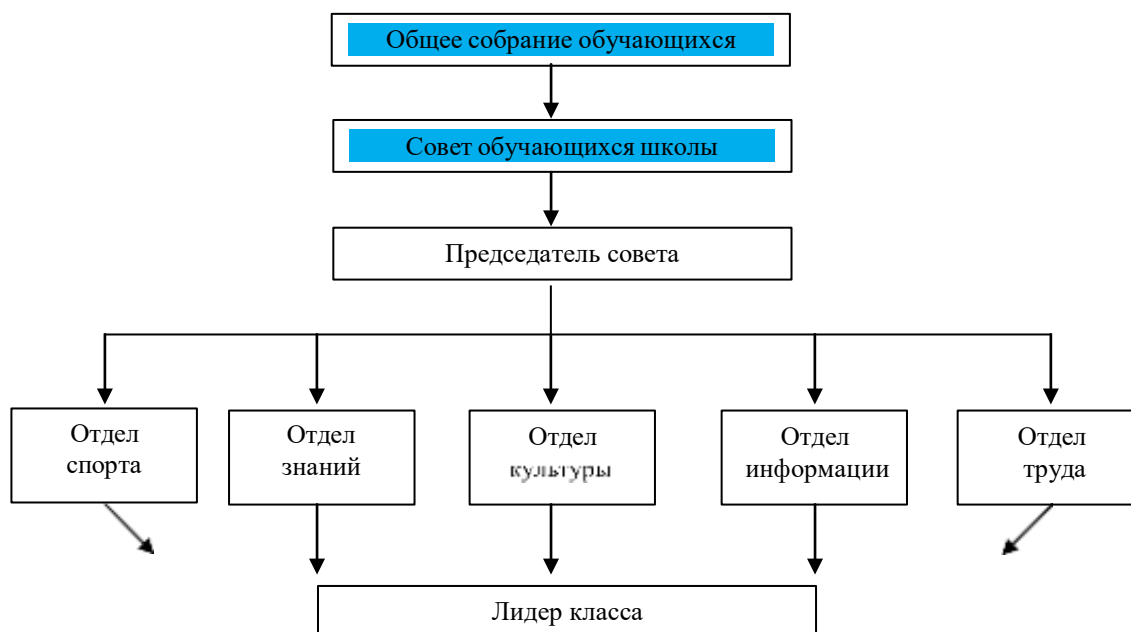 Общее собрание обучающихся
Совет обучающихся школы
Председатель совета
Отдел
спорта
Отдел
знаний
Отдел
культуры
Отдел
информации
Отдел
труда
Лидер класса